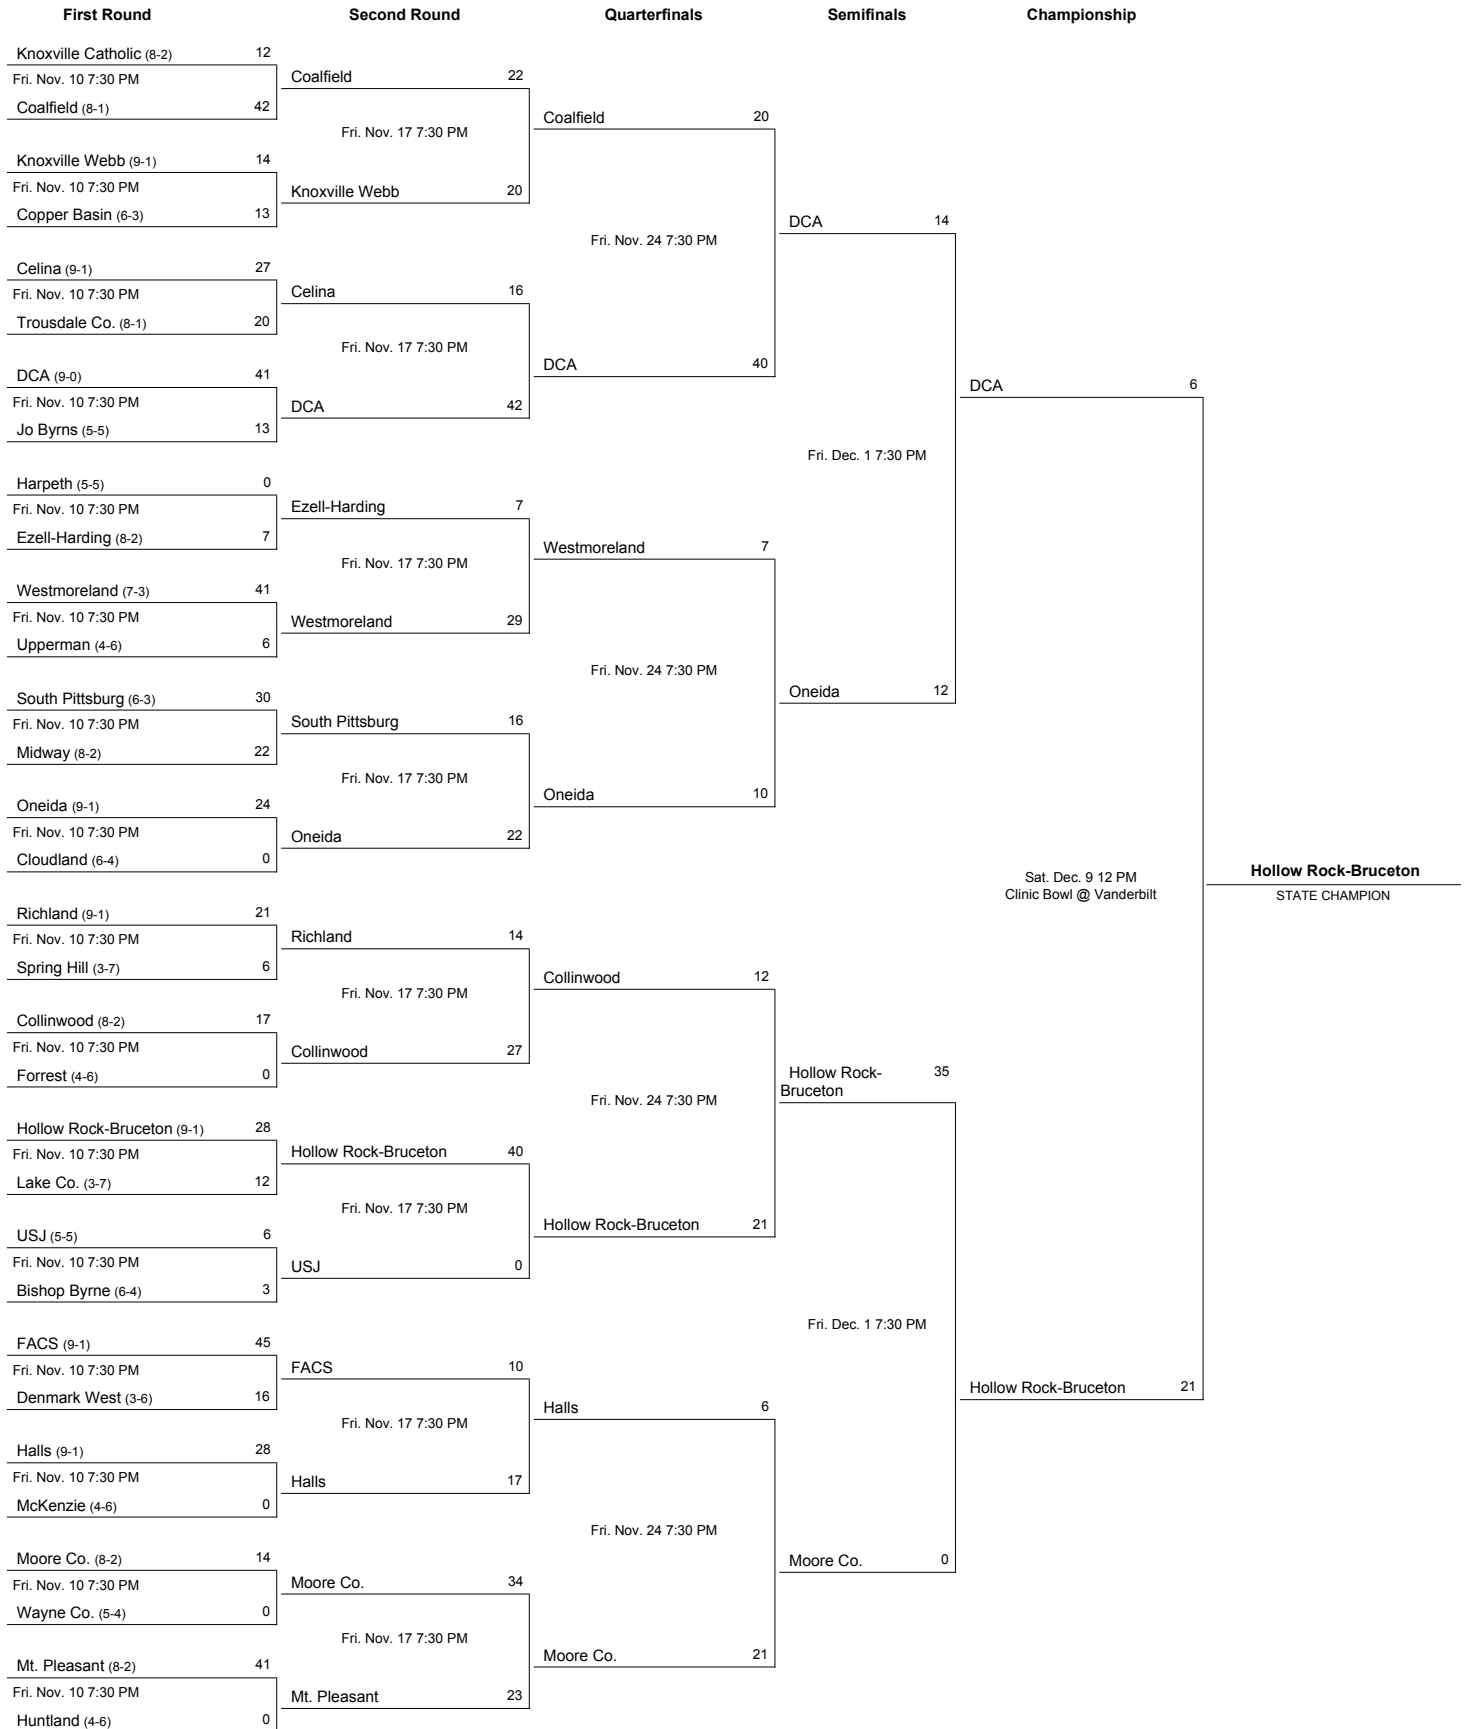 First Round
Second Round
Quarterfinals
Semifinals
Championship
Knoxville Catholic (8-2) 12
Fri. Nov. 10 7:30 PM
Coalfield (8-1) 42
Knoxville Webb (9-1) 14
Fri. Nov. 10 7:30 PM
Copper Basin (6-3) 13
Celina (9-1) 27
Fri. Nov. 10 7:30 PM
Trousdale Co. (8-1) 20
DCA (9-0) 41
Fri. Nov. 10 7:30 PM
Jo Byrns (5-5) 13
Harpeth (5-5) 0
Fri. Nov. 10 7:30 PM
Ezell-Harding (8-2) 7
Westmoreland (7-3) 41
Fri. Nov. 10 7:30 PM
Upperman (4-6) 6
South Pittsburg (6-3) 30
Fri. Nov. 10 7:30 PM
Midway (8-2) 22
Oneida (9-1) 24
Fri. Nov. 10 7:30 PM
Cloudland (6-4) 0
Richland (9-1) 21
Fri. Nov. 10 7:30 PM
Spring Hill (3-7) 6
Collinwood (8-2) 17
Fri. Nov. 10 7:30 PM
Forrest (4-6) 0
Hollow Rock-Bruceton (9-1) 28
Fri. Nov. 10 7:30 PM
Lake Co. (3-7) 12
USJ (5-5) 6
Fri. Nov. 10 7:30 PM
Bishop Byrne (6-4) 3
FACS (9-1) 45
Fri. Nov. 10 7:30 PM
Denmark West (3-6) 16
Halls (9-1) 28
Fri. Nov. 10 7:30 PM
McKenzie (4-6) 0
Moore Co. (8-2) 14
Fri. Nov. 10 7:30 PM
Wayne Co. (5-4) 0
Mt. Pleasant (8-2) 41
Fri. Nov. 10 7:30 PM
Huntland (4-6) 0
Coalfield 22
Fri. Nov. 17 7:30 PM
Knoxville Webb 20
Celina 16
Fri. Nov. 17 7:30 PM
DCA 42
Ezell-Harding 7
Fri. Nov. 17 7:30 PM
Westmoreland 29
South Pittsburg 16
Fri. Nov. 17 7:30 PM
Oneida 22
Richland 14
Fri. Nov. 17 7:30 PM
Collinwood 27
Hollow Rock-Bruceton 40
Fri. Nov. 17 7:30 PM
USJ 0
FACS 10
Fri. Nov. 17 7:30 PM
Halls 17
Moore Co. 34
Fri. Nov. 17 7:30 PM
Mt. Pleasant 23
Coalfield 20
Fri. Nov. 24 7:30 PM
DCA 40
Westmoreland 7
Fri. Nov. 24 7:30 PM
Oneida 10
Collinwood 12
Fri. Nov. 24 7:30 PM
Hollow Rock-Bruceton 21
Halls 6
Fri. Nov. 24 7:30 PM
Moore Co. 21
DCA 14
Fri. Dec. 1 7:30 PM
Oneida 12
Hollow Rock- 35
Bruceton
Fri. Dec. 1 7:30 PM
Moore Co. 0
DCA 6
Sat. Dec. 9 12 PM
Clinic Bowl @ Vanderbilt
Hollow Rock-Bruceton 21
Hollow Rock-Bruceton
STATE CHAMPION